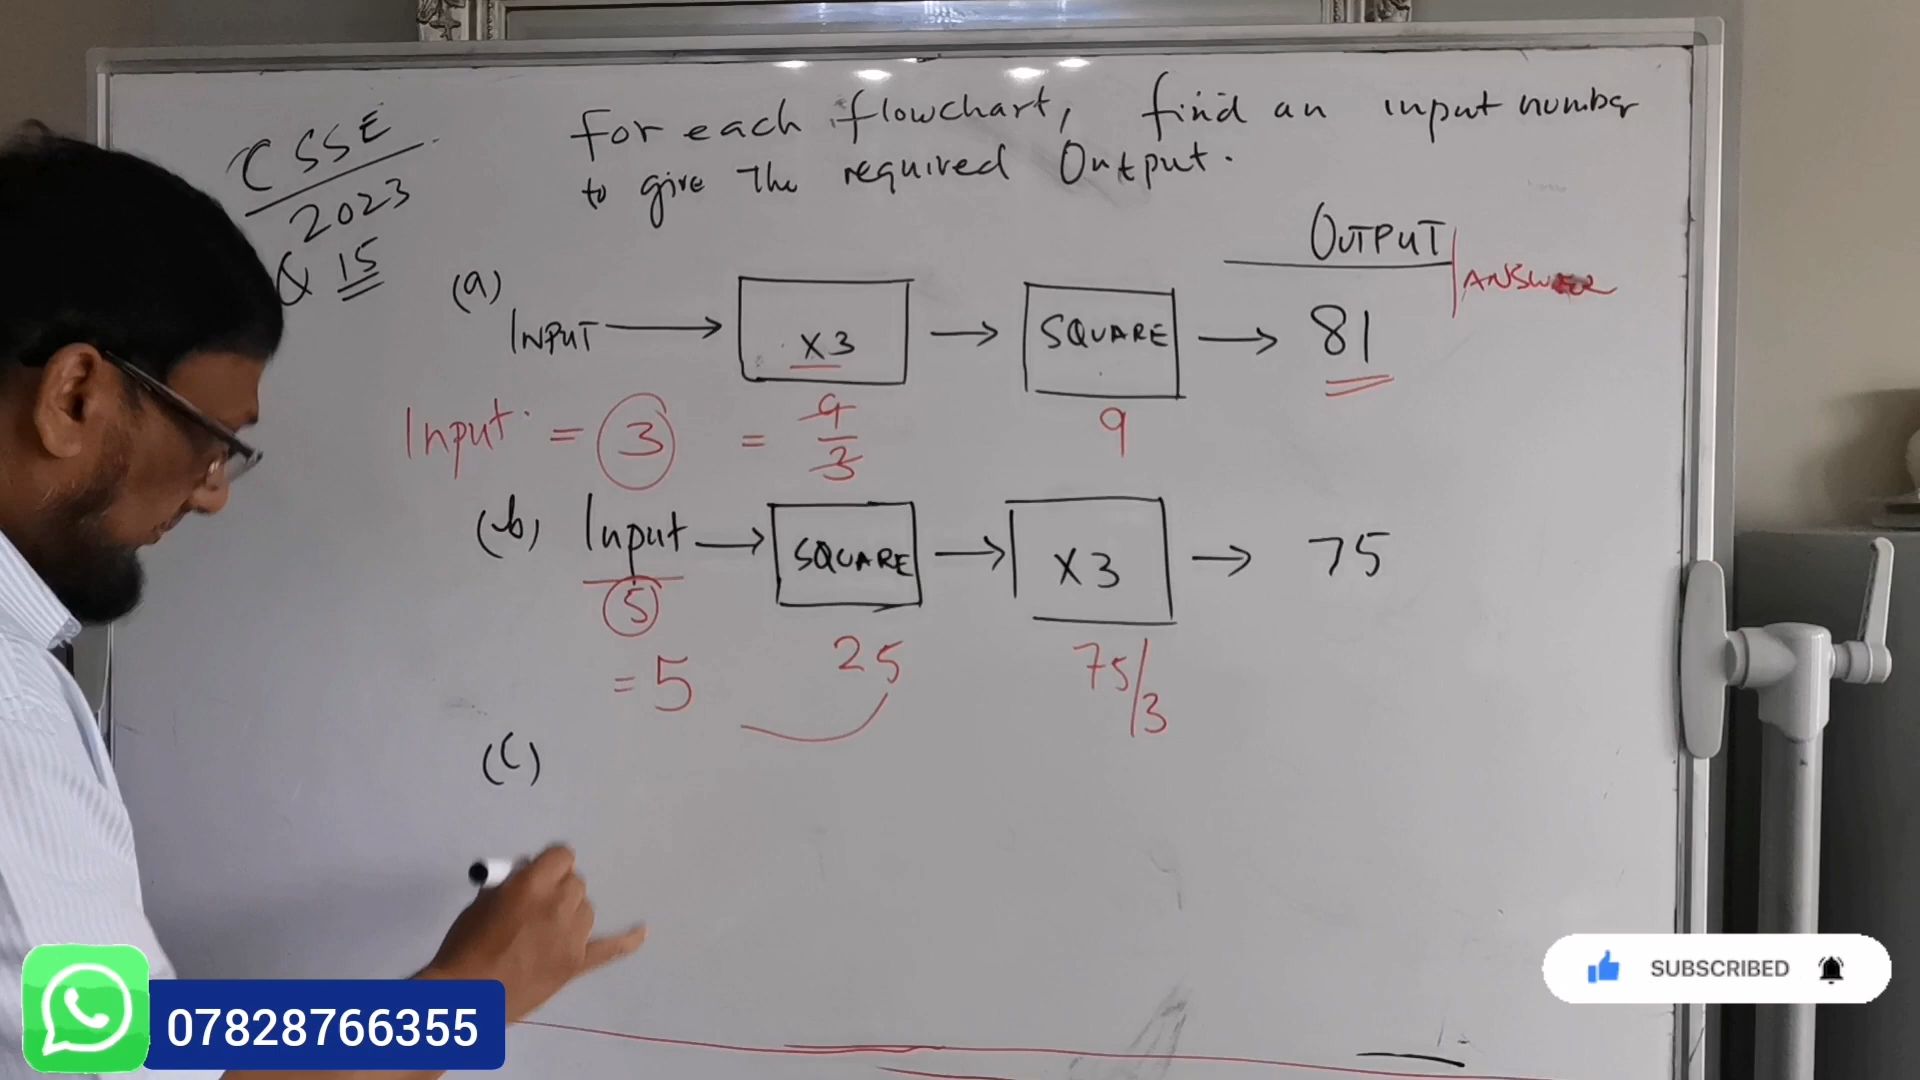 CSSE
2023
Q 15
For each flowchart, find an input number
to give the required Output.
OUTPUT
ANSWER
(a)
INPUT → x3 → SQUARE → 81
Input = 3 = 9/3 9
(b) Input → SQUARE → x3 → 75
5
= 5 25 75/3
(c)
07828766355
SUBSCRIBED